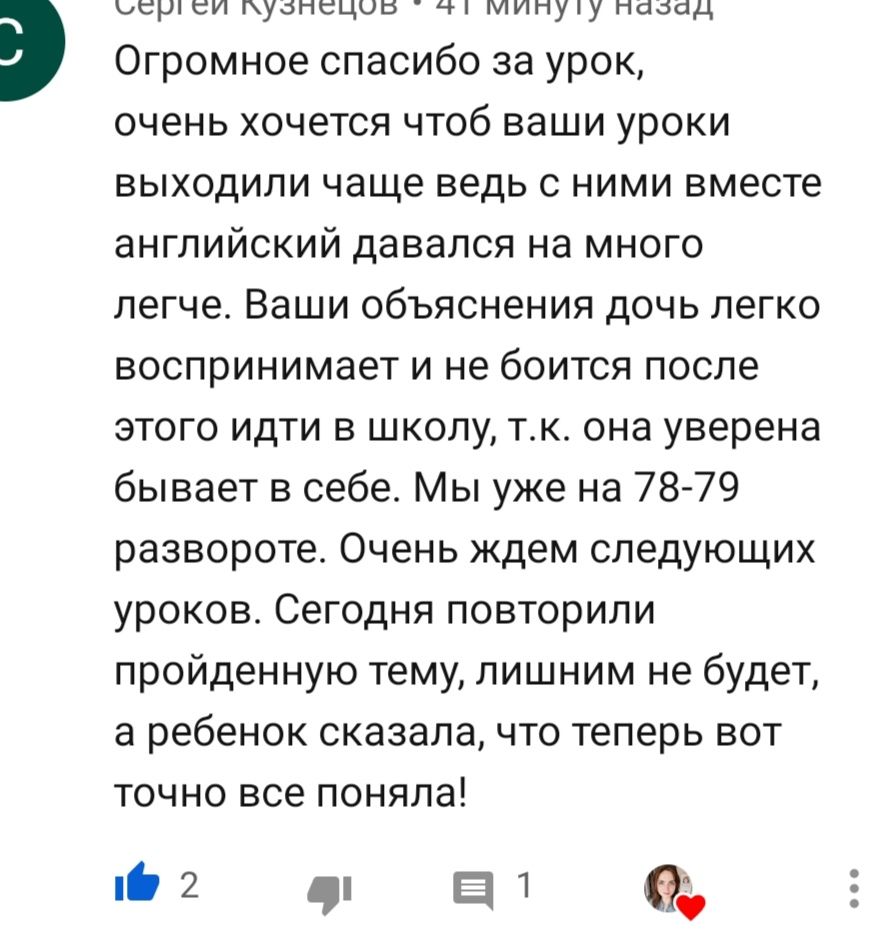 Сергей Кузнецов • 41 минуту назад
С
Огромное спасибо за урок,
очень хочется чтоб ваши уроки
выходили чаще ведь с ними вместе
английский давался на много
легче. Ваши объяснения дочь легко
воспринимает и не боится после
этого идти в школу, т.к. она уверена
бывает в себе. Мы уже на 78-79
развороте. Очень ждем следующих
уроков. Сегодня повторили
пройденную тему, лишним не будет,
а ребенок сказала, что теперь вот
точно все поняла!
2
1